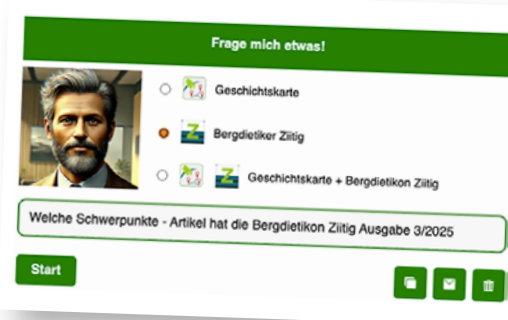 Frage mich etwas!
Geschichtskarte
Z
Bergdietiker Ziitig
Z
Geschichtskarte + Bergdietikon Ziitig
Welche Schwerpunkte - Artikel hat die Bergdietikon Ziitig Ausgabe 3/2025
Start